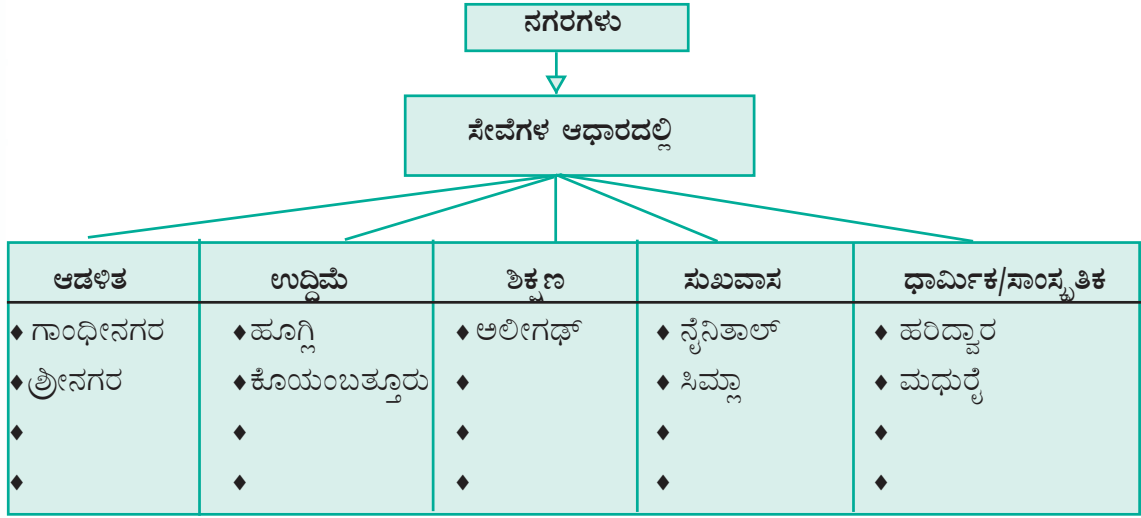 ನಗರಗಳು
ಸೇವೆಗಳ ಆಧಾರದಲ್ಲಿ
ಆಡಳಿತ ಉದ್ದಿಮೆ ಶಿಕ್ಷಣ ಸುಖವಾಸ ಧಾರ್ಮಿಕ/ಸಾಂಸ್ಕೃತಿಕ
♦ ಗಾಂಧೀನಗರ ♦ ಹೂಗ್ಲಿ ♦ ಅಲೀಗಢ್ ♦ ನೈನಿತಾಲ್ ♦ ಹರಿದ್ವಾರ
♦ ಶ್ರೀನಗರ ♦ ಕೊಯಂಬತ್ತೂರು ♦ ♦ ಸಿಮ್ಲಾ ♦ ಮಧುರೈ
♦ ♦ ♦ ♦ ♦
♦ ♦ ♦ ♦ ♦